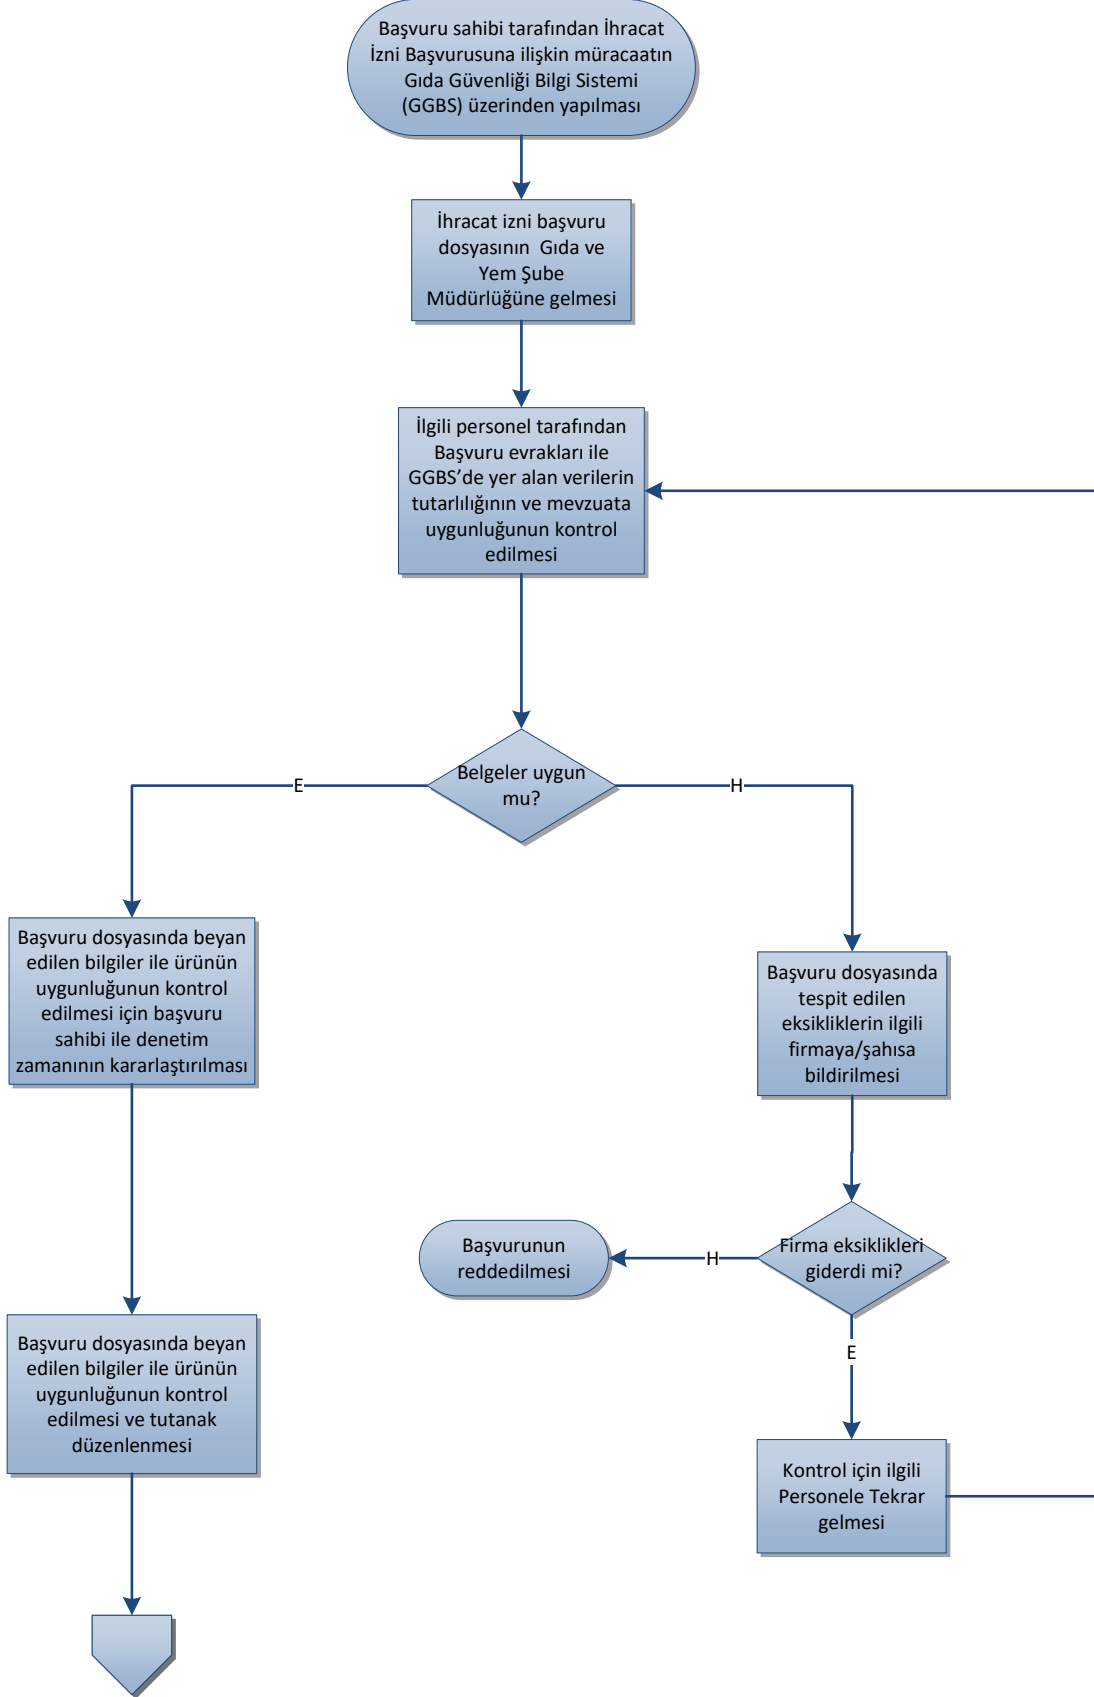 Başvuru sahibi tarafından İhracat
İzni Başvurusuna ilişkin müracaatın
Gıda Güvenliği Bilgi Sistemi
(GGBS) üzerinden yapılması
İhracat izni başvuru
dosyasının  Gıda ve
Yem Şube
Müdürlüğüne gelmesi
İlgili personel tarafından
Başvuru evrakları ile
GGBS’de yer alan verilerin
tutarlılığının ve mevzuata
uygunluğunun kontrol
edilmesi
Belgeler uygun
mu?
E
H
Başvuru dosyasında beyan
edilen bilgiler ile ürünün
uygunluğunun kontrol
edilmesi için başvuru
sahibi ile denetim
zamanının kararlaştırılması
Başvuru dosyasında
tespit edilen
eksikliklerin ilgili
firmaya/şahısa
bildirilmesi
Firma eksiklikleri
giderdi mi?
H
Başvurunun
reddedilmesi
E
Başvuru dosyasında beyan
edilen bilgiler ile ürünün
uygunluğunun kontrol
edilmesi ve tutanak
düzenlenmesi
Kontrol için ilgili
Personele Tekrar
gelmesi